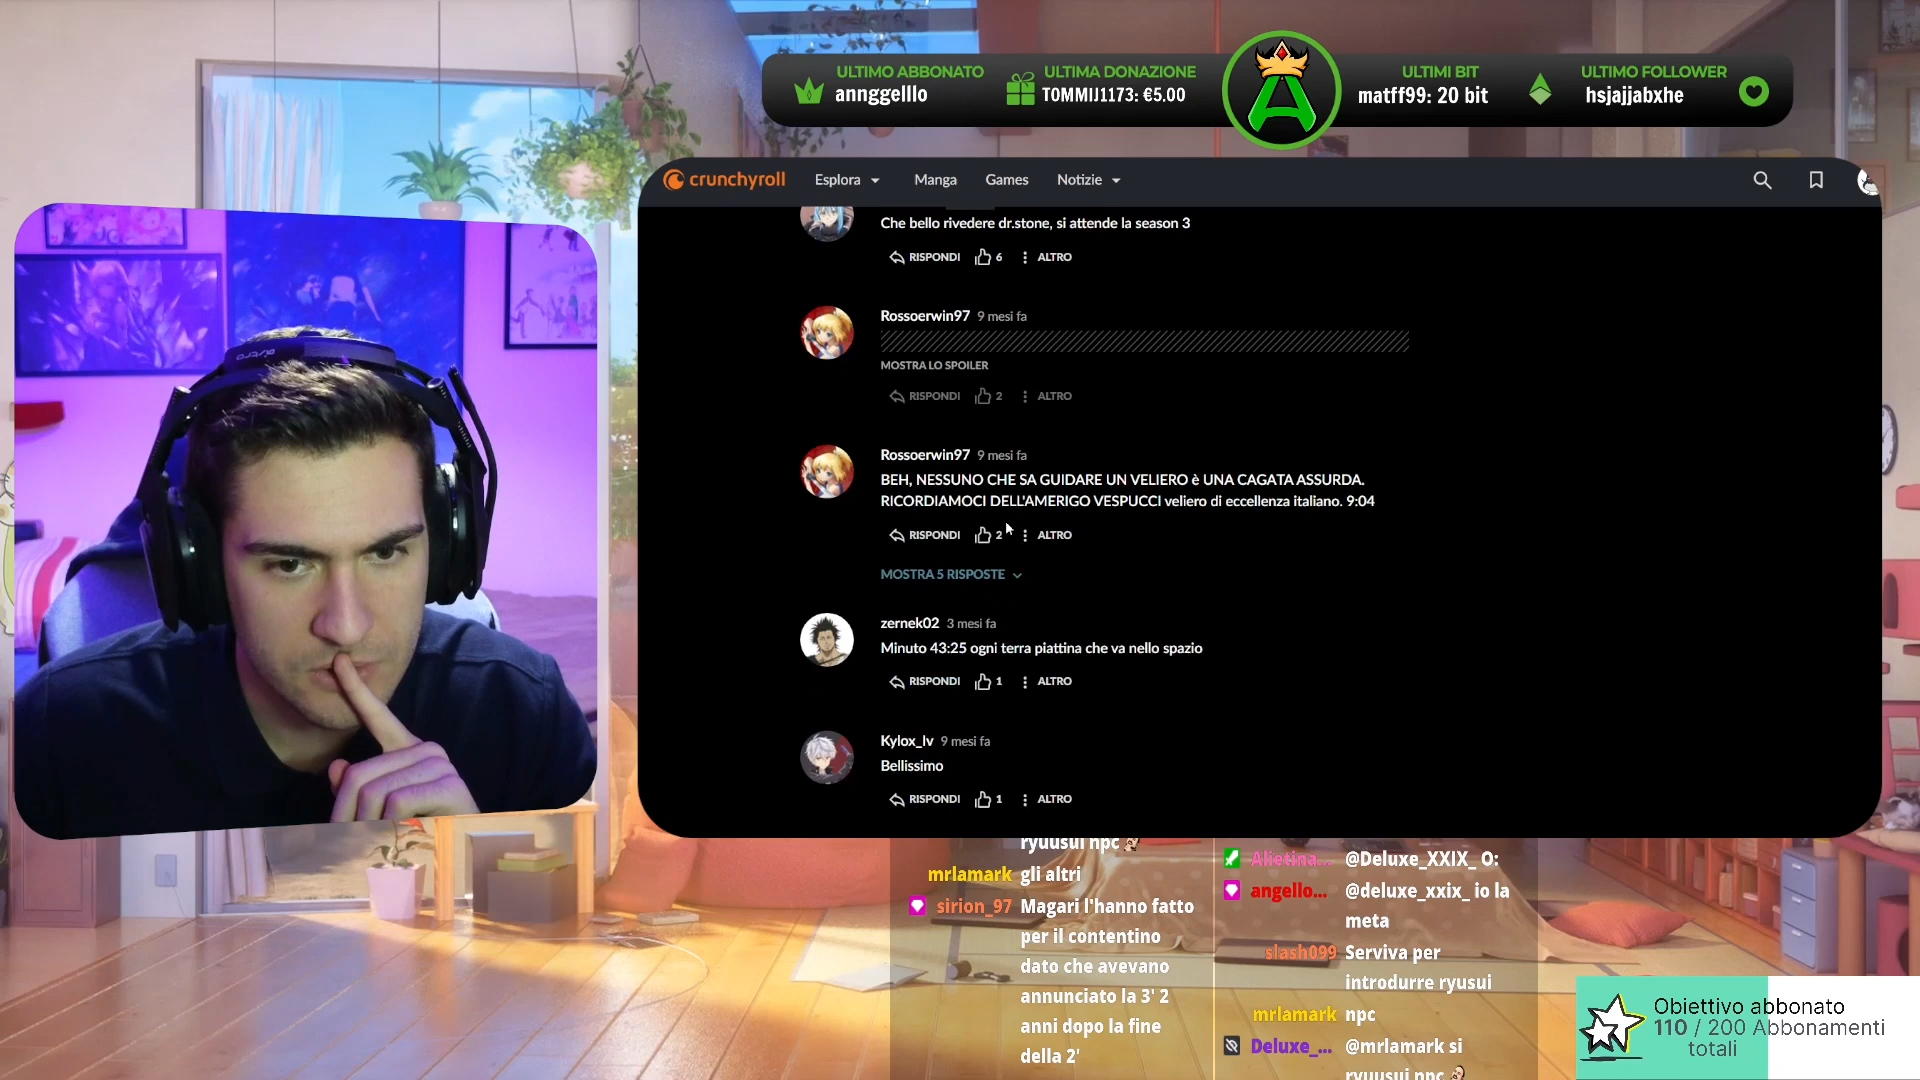 ULTIMO ABBONATO
annggelllo
ULTIMA DONAZIONE
T0MMIJ1173: €5.00
ULTIMI BIT
matff99: 20 bit
ULTIMO FOLLOWER
hsjajjabxhe
crunchyroll Esplora Manga Games Notizie
Che bello rivedere dr.stone, si attende la season 3
RISPONDI 6 ALTRO
Rossoerwin97 9 mesi fa
MOSTRA LO SPOILER
RISPONDI 2 ALTRO
Rossoerwin97 9 mesi fa
BEH, NESSUNO CHE SA GUIDARE UN VELIERO è UNA CAGATA ASSURDA.
RICORDIAMOCI DELL'AMERIGO VESPUCCI veliero di eccellenza italiano. 9:04
RISPONDI 2 ALTRO
MOSTRA 5 RISPOSTE
zernek02 3 mesi fa
Minuto 43:25 ogni terra piattina che va nello spazio
RISPONDI 1 ALTRO
Kylox_lv 9 mesi fa
Bellissimo
RISPONDI 1 ALTRO
ryuusui npc
mrlamark gli altri
sirion_97 Magari l'hanno fatto
per il contentino
dato che avevano
annunciato la 3' 2
anni dopo la fine
della 2'
Alietina... @Deluxe_XXIX_ O:
angello... @deluxe_xxix_ io la
meta
slash099 Serviva per
introdurre ryusui
mrlamark npc
Deluxe_... @mrlamark si
ryuusui npc
Obiettivo abbonato
110 / 200 Abbonamenti
totali